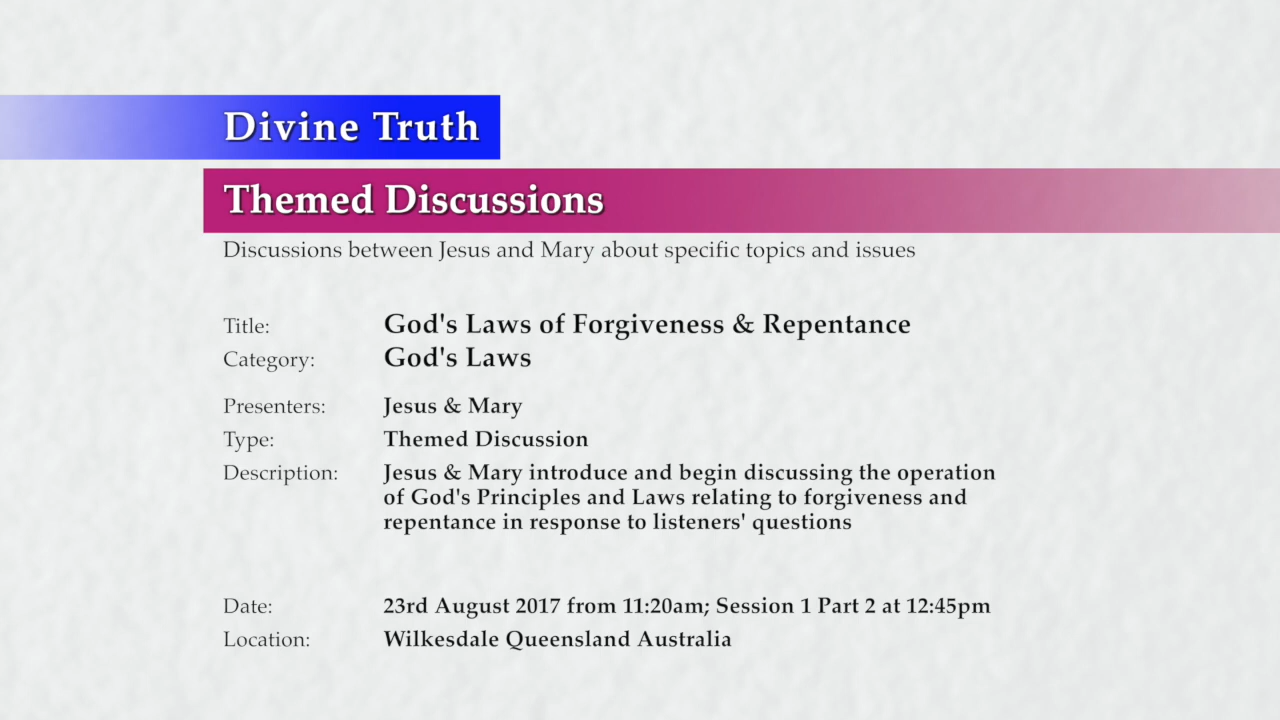 Divine Truth
Themed Discussions
Discussions between Jesus and Mary about specific topics and issues
Title: God's Laws of Forgiveness & Repentance
Category: God's Laws
Presenters: Jesus & Mary
Type: Themed Discussion
Description: Jesus & Mary introduce and begin discussing the operation
of God's Principles and Laws relating to forgiveness and
repentance in response to listeners' questions
Date: 23rd August 2017 from 11:20am; Session 1 Part 2 at 12:45pm
Location: Wilkesdale Queensland Australia